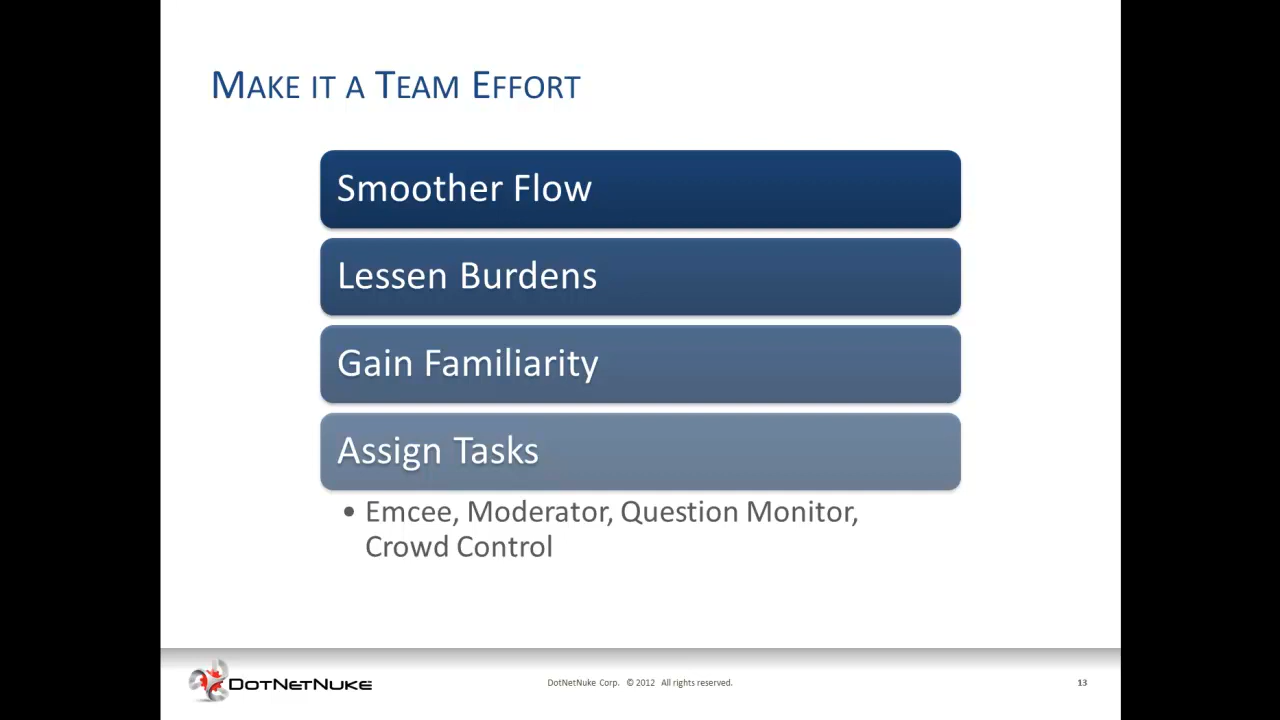 Make it a Team Effort
Smoother Flow
Lessen Burdens
Gain Familiarity
Assign Tasks
• Emcee, Moderator, Question Monitor,
Crowd Control
DotNetNuke
DotNetNuke Corp. © 2012 All rights reserved.
13